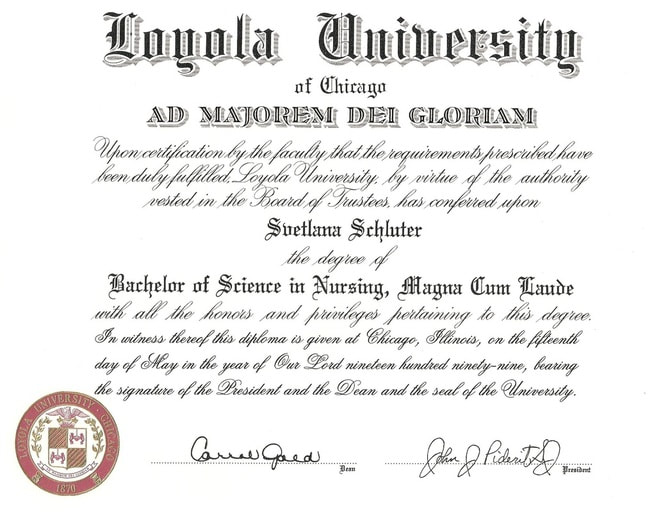 Loyola University
of Chicago
AD MAJOREM DEI GLORIAM
Upon certification by the faculty that the requirements prescribed have
been duly fulfilled, Loyola University, by virtue of the authority
vested in the Board of Trustees, has conferred upon
Svetlana Schluter
the degree of
Bachelor of Science in Nursing, Magna Cum Laude
with all the honors and privileges pertaining to this degree.
In witness thereof this diploma is given at Chicago, Illinois, on the fifteenth
day of May in the year of Our Lord nineteen hundred ninety-nine, bearing
the signature of the President and the Dean and the seal of the University.
LOYOLA UNIVERSITY · CHICAGO
1870
Dean
John J Piderit, S.J.
President